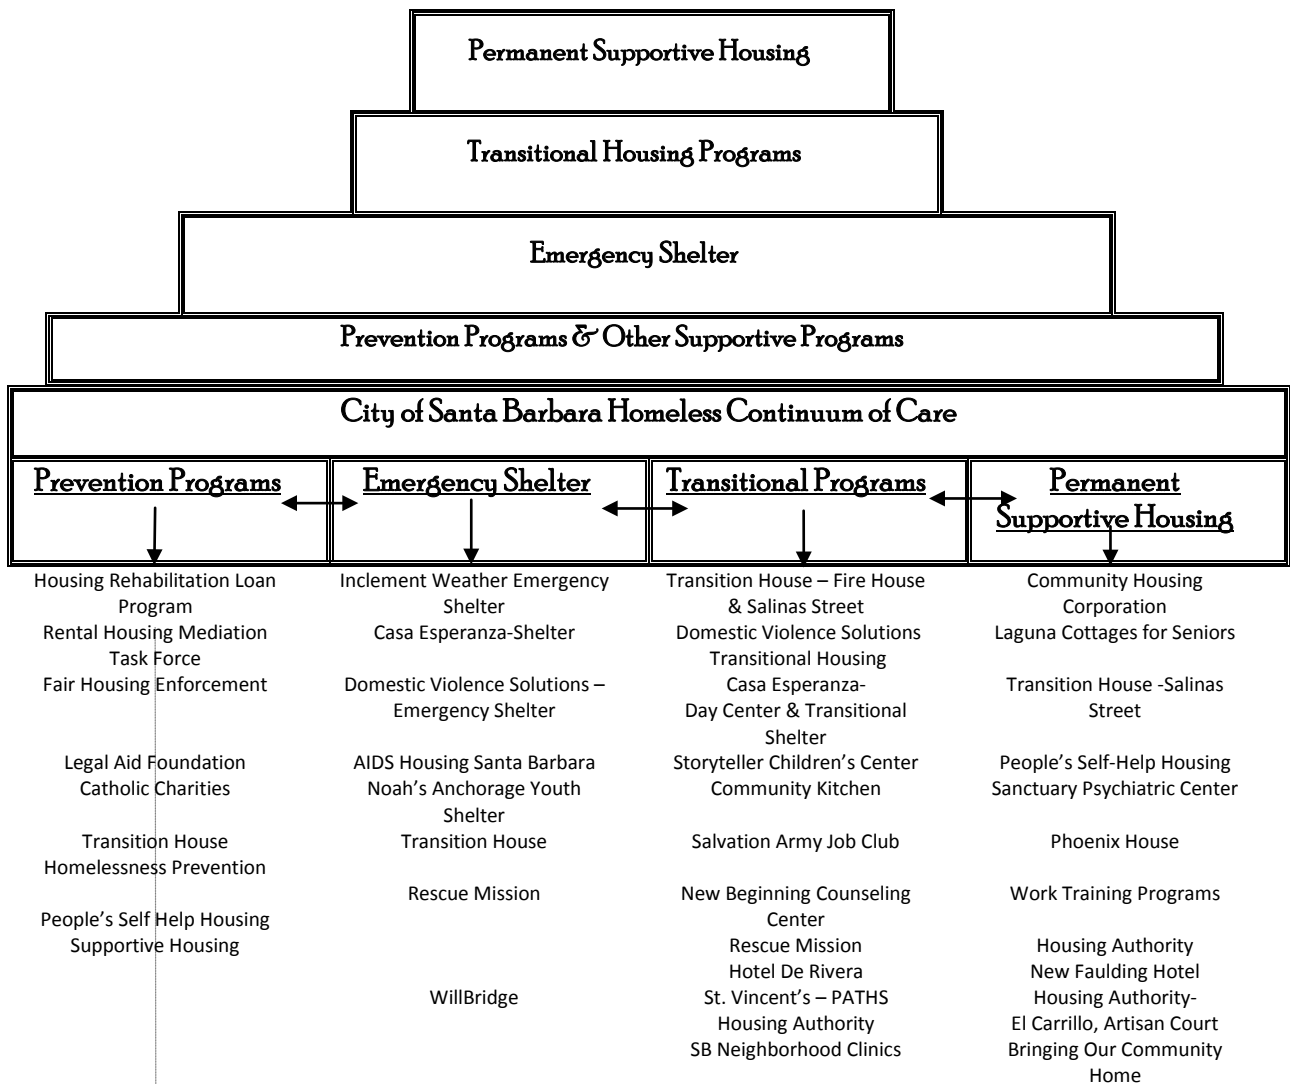 Permanent Supportive Housing
Transitional Housing Programs
Emergency Shelter
Prevention Programs & Other Supportive Programs
City of Santa Barbara Homeless Continuum of Care
Prevention Programs
Emergency Shelter
Transitional Programs
Permanent
Supportive Housing
Housing Rehabilitation Loan
Program
Rental Housing Mediation
Task Force
Fair Housing Enforcement
Legal Aid Foundation
Catholic Charities
Transition House
Homelessness Prevention
People's Self Help Housing
Supportive Housing
Inclement Weather Emergency
Shelter
Casa Esperanza-Shelter
Domestic Violence Solutions –
Emergency Shelter
AIDS Housing Santa Barbara
Noah's Anchorage Youth
Shelter
Transition House
Rescue Mission
WillBridge
Transition House – Fire House
& Salinas Street
Domestic Violence Solutions
Transitional Housing
Casa Esperanza-
Day Center & Transitional
Shelter
Storyteller Children's Center
Community Kitchen
Salvation Army Job Club
New Beginning Counseling
Center
Rescue Mission
Hotel De Rivera
St. Vincent's – PATHS
Housing Authority
SB Neighborhood Clinics
Community Housing
Corporation
Laguna Cottages for Seniors
Transition House -Salinas
Street
People's Self-Help Housing
Sanctuary Psychiatric Center
Phoenix House
Work Training Programs
Housing Authority
New Faulding Hotel
Housing Authority-
El Carrillo, Artisan Court
Bringing Our Community
Home